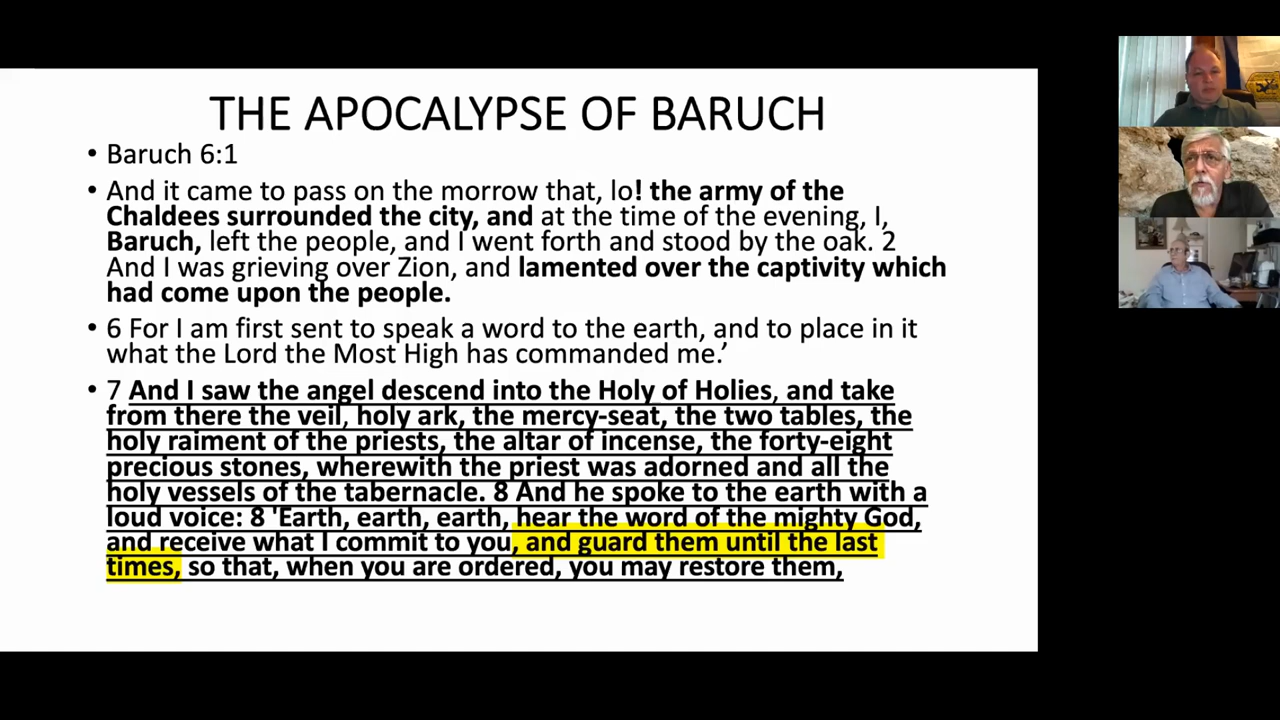 THE APOCALYPSE OF BARUCH
• Baruch 6:1
• And it came to pass on the morrow that, lo! the army of the
Chaldees surrounded the city, and at the time of the evening, I,
Baruch, left the people, and I went forth and stood by the oak. 2
And I was grieving over Zion, and lamented over the captivity which
had come upon the people.
• 6 For I am first sent to speak a word to the earth, and to place in it
what the Lord the Most High has commanded me.’
• 7 And I saw the angel descend into the Holy of Holies, and take
from there the veil, holy ark, the mercy-seat, the two tables, the
holy raiment of the priests, the altar of incense, the forty-eight
precious stones, wherewith the priest was adorned and all the
holy vessels of the tabernacle. 8 And he spoke to the earth with a
loud voice: 8 'Earth, earth, earth, hear the word of the mighty God,
and receive what I commit to you, and guard them until the last
times, so that, when you are ordered, you may restore them,